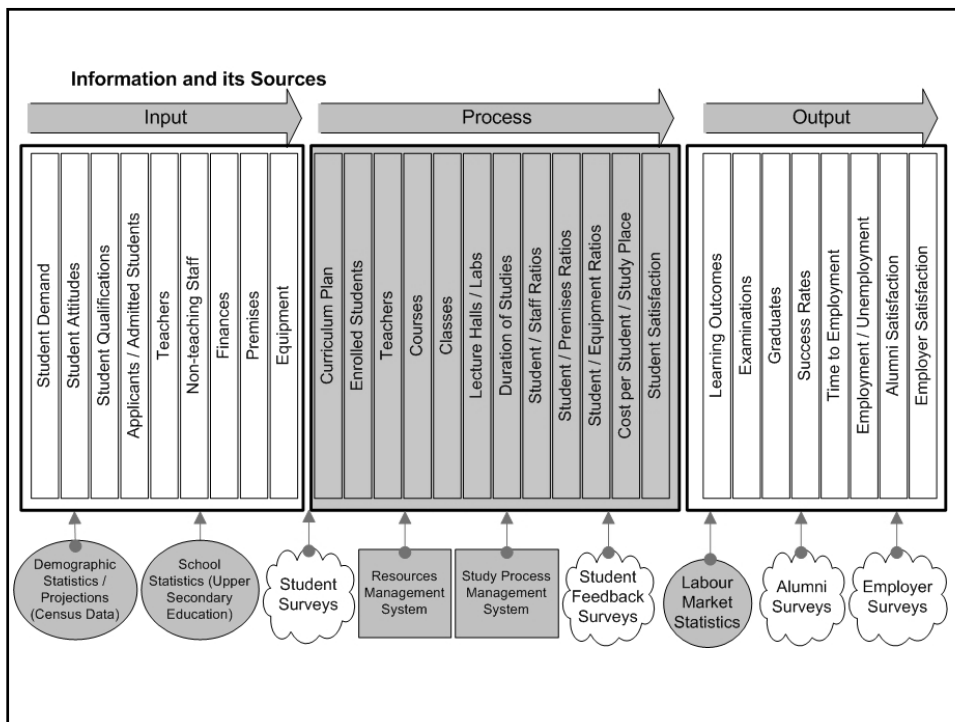 Information and its Sources
Input
Process
Output
Student Demand
Student Attitudes
Student Qualifications
Applicants / Admitted Students
Teachers
Non-teaching Staff
Finances
Premises
Equipment
Curriculum Plan
Enrolled Students
Teachers
Courses
Classes
Lecture Halls / Labs
Duration of Studies
Student / Staff Ratios
Student / Premises Ratios
Student / Equipment Ratios
Cost per Student / Study Place
Student Satisfaction
Learning Outcomes
Examinations
Graduates
Success Rates
Time to Employment
Employment / Unemployment
Alumni Satisfaction
Employer Satisfaction
Demographic
Statistics /
Projections
(Census Data)
School
Statistics (Upper
Secondary
Education)
Student
Surveys
Resources
Management
System
Study Process
Management
System
Student
Feedback
Surveys
Labour
Market
Statistics
Alumni
Surveys
Employer
Surveys